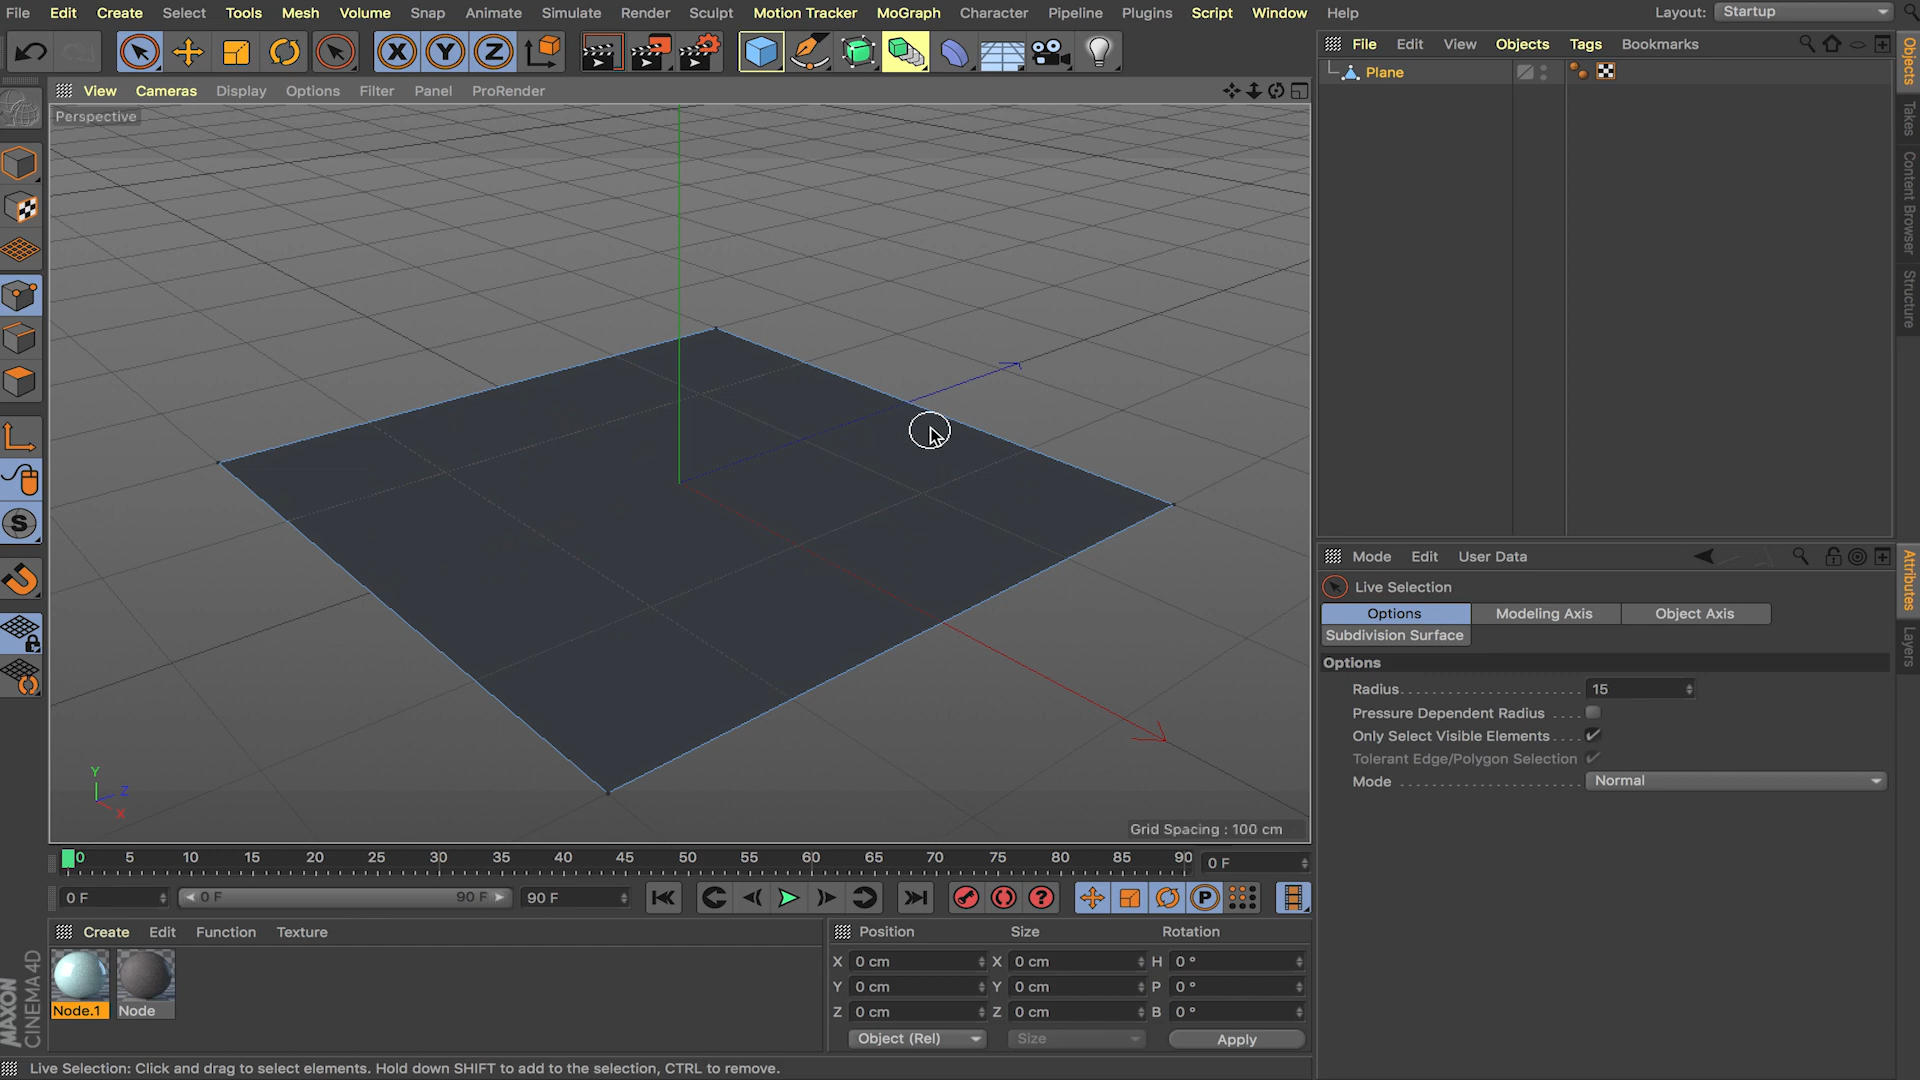 File Edit Create Select Tools Mesh Volume Snap Animate Simulate Render Sculpt Motion Tracker MoGraph Character Pipeline Plugins Script Window Help Layout: Startup
X Y Z
File Edit View Objects Tags Bookmarks
Plane
View Cameras Display Options Filter Panel ProRender
Perspective
Y
Z
X
Grid Spacing : 100 cm
Objects
Takes
Content Browser
Structure
Mode Edit User Data
Live Selection
Options Modeling Axis Object Axis
Subdivision Surface
Options
Radius 15
Pressure Dependent Radius
Only Select Visible Elements
Tolerant Edge/Polygon Selection
Mode Normal
Attributes
Layers
S
0 5 10 15 20 25 30 35 40 45 50 55 60 65 70 75 80 85 90 0 F
0 F 0 F 90 F 90 F
? P
Create Edit Function Texture
Node.1 Node
Position Size Rotation
X 0 cm X 0 cm H 0 °
Y 0 cm Y 0 cm P 0 °
Z 0 cm Z 0 cm B 0 °
Object (Rel) Size Apply
MAXON
CINEMA 4D
Live Selection: Click and drag to select elements. Hold down SHIFT to add to the selection, CTRL to remove.